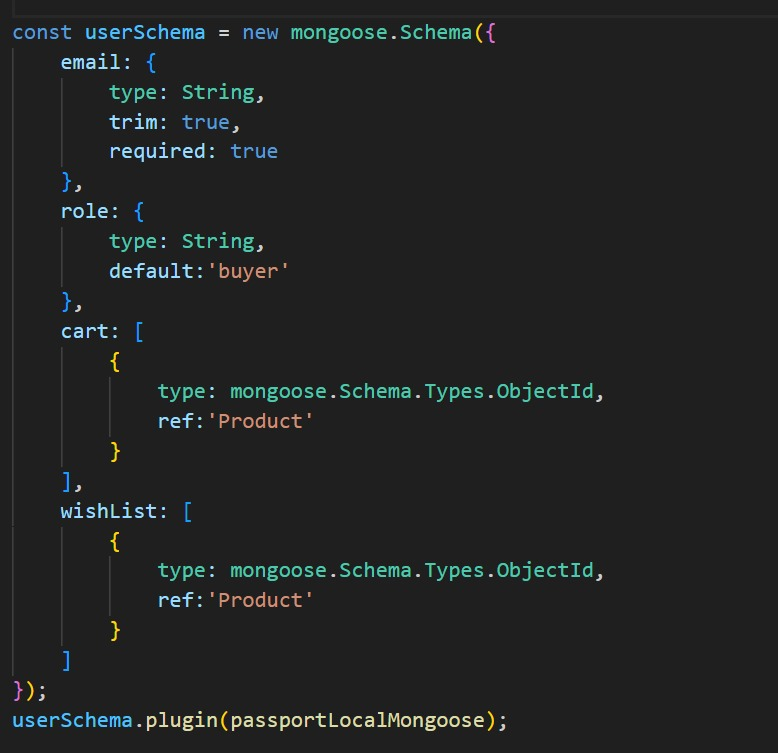 const userSchema = new mongoose.Schema({
    email: {
        type: String,
        trim: true,
        required: true
    },
    role: {
        type: String,
        default:'buyer'
    },
    cart: [
        {
            type: mongoose.Schema.Types.ObjectId,
            ref:'Product'
        }
    ],
    wishList: [
        {
            type: mongoose.Schema.Types.ObjectId,
            ref:'Product'
        }
    ]
});
userSchema.plugin(passportLocalMongoose);